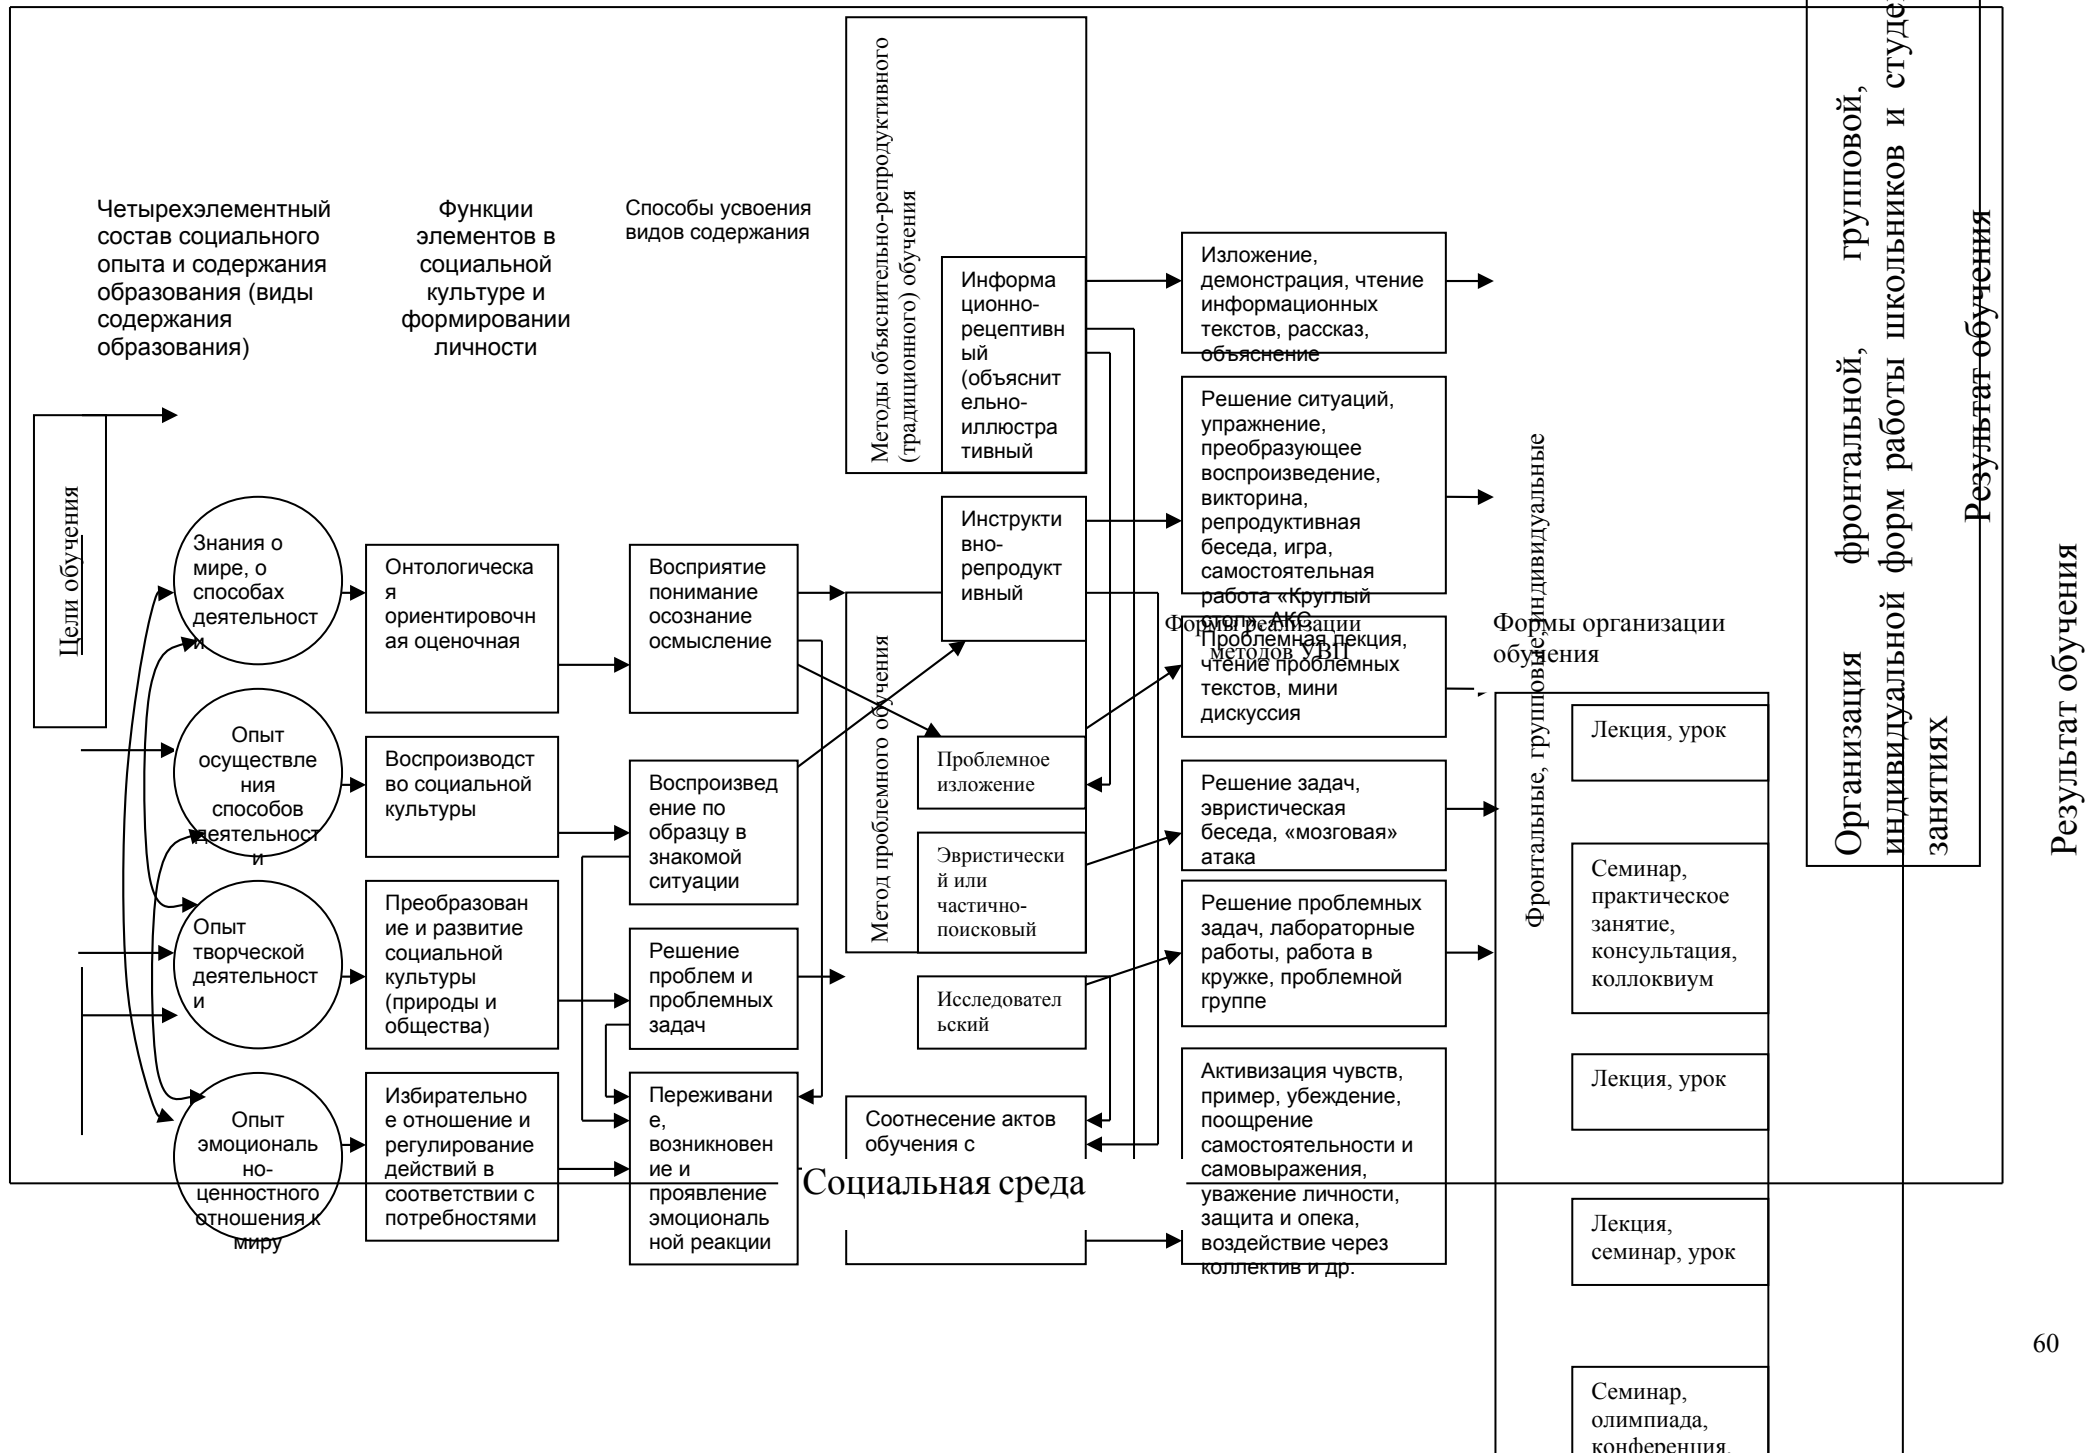 Четырехэлементный
состав социального
опыта и содержания
образования (виды
содержания
образования)
Функции
элементов в
социальной
культуре и
формировании
личности
Способы усвоения
видов содержания
Цели обучения
Знания о
мире, о
способах
деятельност
и
Опыт
осуществле
ния
способов
деятельност
и
Опыт
творческой
деятельност
и
Опыт
эмоциональ
но-
ценностного
отношения к
миру
Онтологическа
я
ориентировочн
ая оценочная
Воспроизводст
во социальной
культуры
Преобразован
ие и развитие
социальной
культуры
(природы и
общества)
Избирательно
е отношение и
регулирование
действий в
соответствии с
потребностями
Восприятие
понимание
осознание
осмысление
Воспроизвед
ение по
образцу в
знакомой
ситуации
Решение
проблем и
проблемных
задач
Переживани
е,
возникновен
ие и
проявление
эмоциональ
ной реакции
Методы объяснительно-репродуктивного
(традиционного) обучения
Информа
ционно-
рецептивн
ый
(объяснит
ельно-
иллюстра
тивный
Инструкти
вно-
репродукт
ивный
Метод проблемного обучения
Проблемное
изложение
Эвристически
й или
частично-
поисковый
Исследовател
ьский
Соотнесение актов
обучения с
Социальная среда
Изложение,
демонстрация, чтение
информационных
текстов, рассказ,
объяснение
Решение ситуаций,
упражнение,
преобразующее
воспроизведение,
викторина,
репродуктивная
беседа, игра,
самостоятельная
работа «Круглый
стол», АКС
Формы реализации
методов УВП
Проблемная лекция,
чтение проблемных
текстов, мини
дискуссия
Решение задач,
эвристическая
беседа, «мозговая»
атака
Решение проблемных
задач, лабораторные
работы, работа в
кружке, проблемной
группе
Активизация чувств,
пример, убеждение,
поощрение
самостоятельности и
самовыражения,
уважение личности,
защита и опека,
воздействие через
коллектив и др.
Формы организации
обучения
Фронтальные, групповые, индивидуальные
Лекция, урок
Семинар,
практическое
занятие,
консультация,
коллоквиум
Лекция, урок
Лекция,
семинар, урок
Семинар,
олимпиада,
конференция,
Организация фронтальной, групповой,
индивидуальной форм работы школьников и
занятиях
Результат обучения
Результат обучения
60